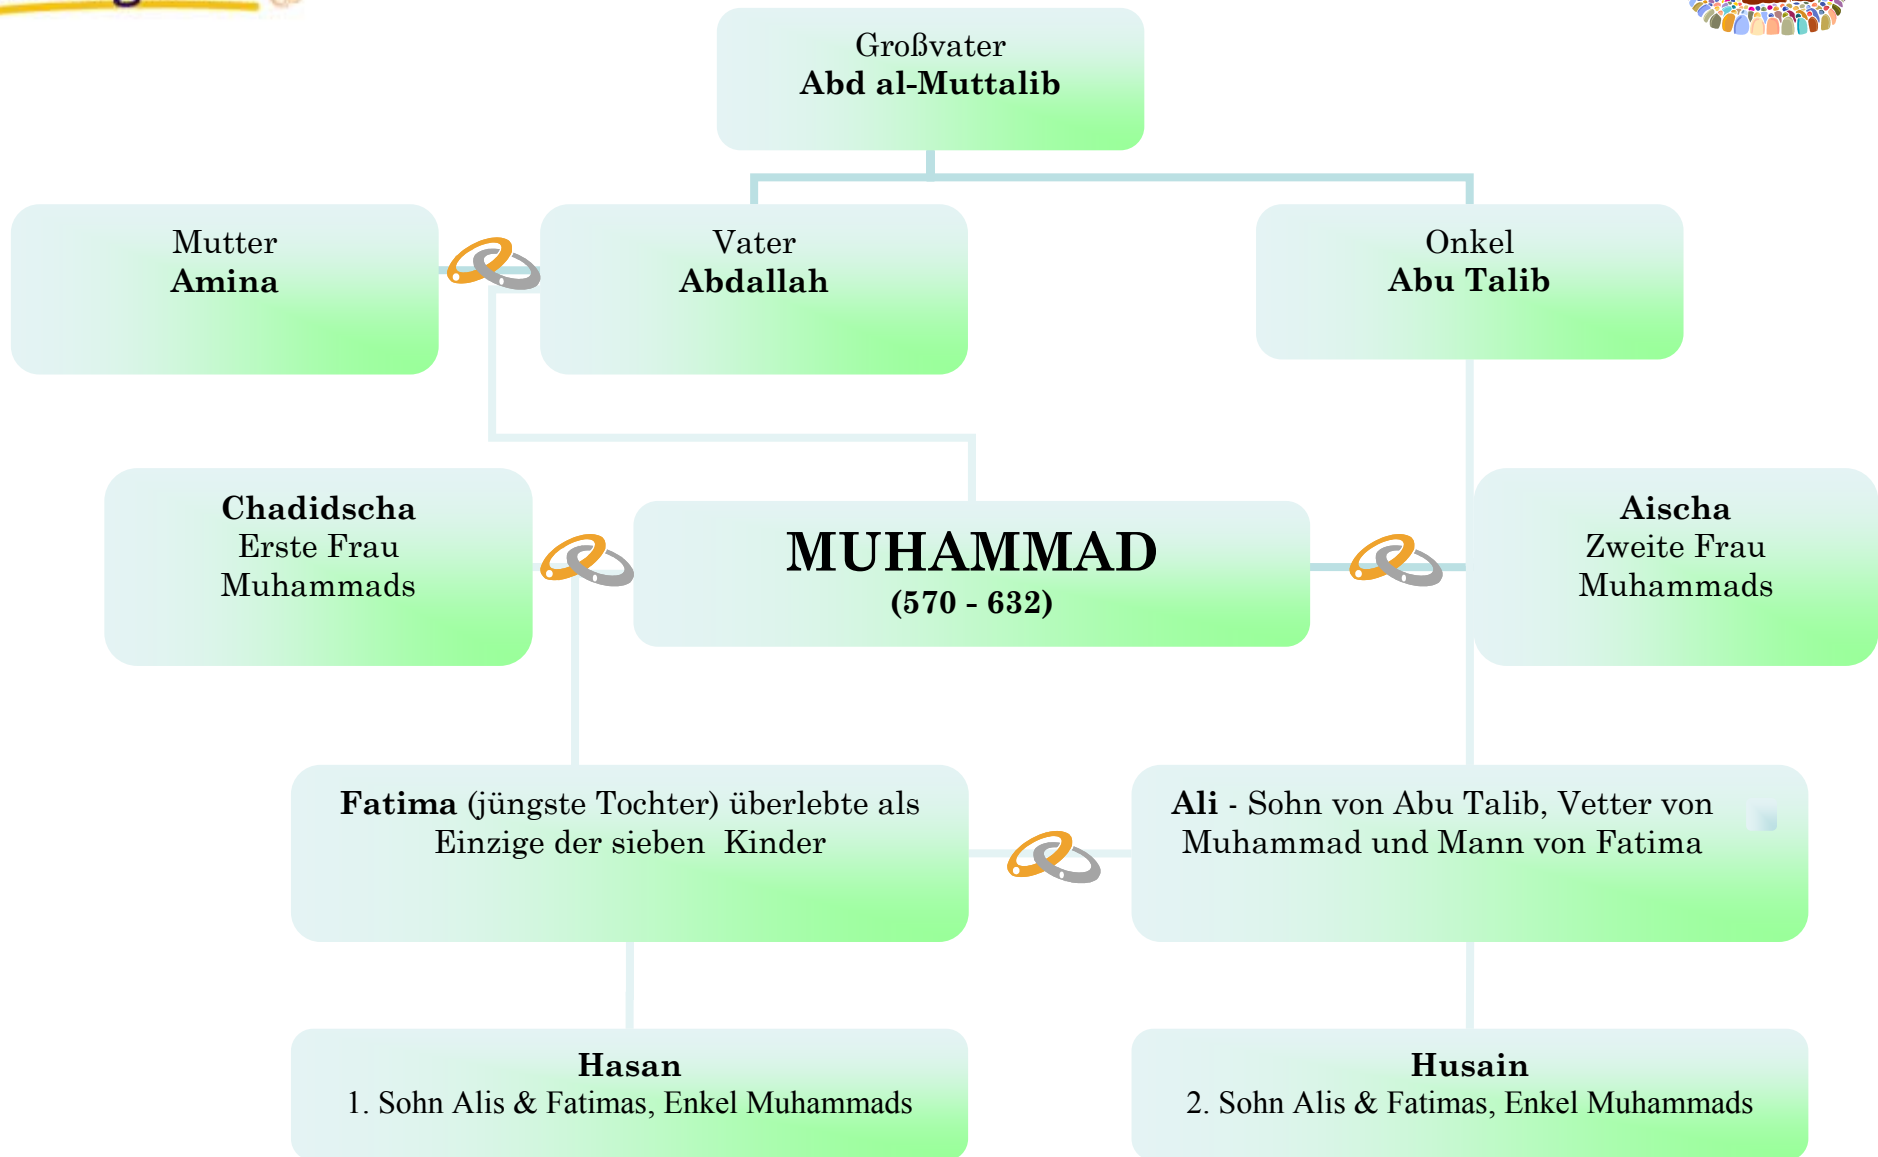 Großvater
Abd al-Muttalib
Mutter
Amina
Vater
Abdallah
Onkel
Abu Talib
Chadidscha
Erste Frau
Muhammads
MUHAMMAD
(570 - 632)
Aischa
Zweite Frau
Muhammads
Fatima (jüngste Tochter) überlebte als
Einzige der sieben Kinder
Ali - Sohn von Abu Talib, Vetter von
Muhammad und Mann von Fatima
Hasan
1. Sohn Alis & Fatimas, Enkel Muhammads
Husain
2. Sohn Alis & Fatimas, Enkel Muhammads